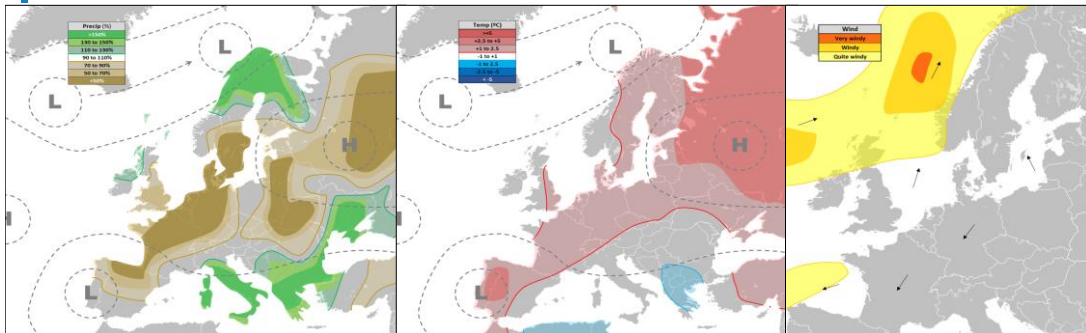 Precip (%)
>150%
130 to 150%
110 to 130%
90 to 110%
70 to 90%
50 to 70%
<50%
L
L
H
H
L
Temp (ºC)
>+5
+2.5 to +5
+1 to 2.5
-1 to +1
-1 to 2.5
-2.5 to -5
< -5
L
L
H
H
L
Wind
Very windy
Windy
Quite windy